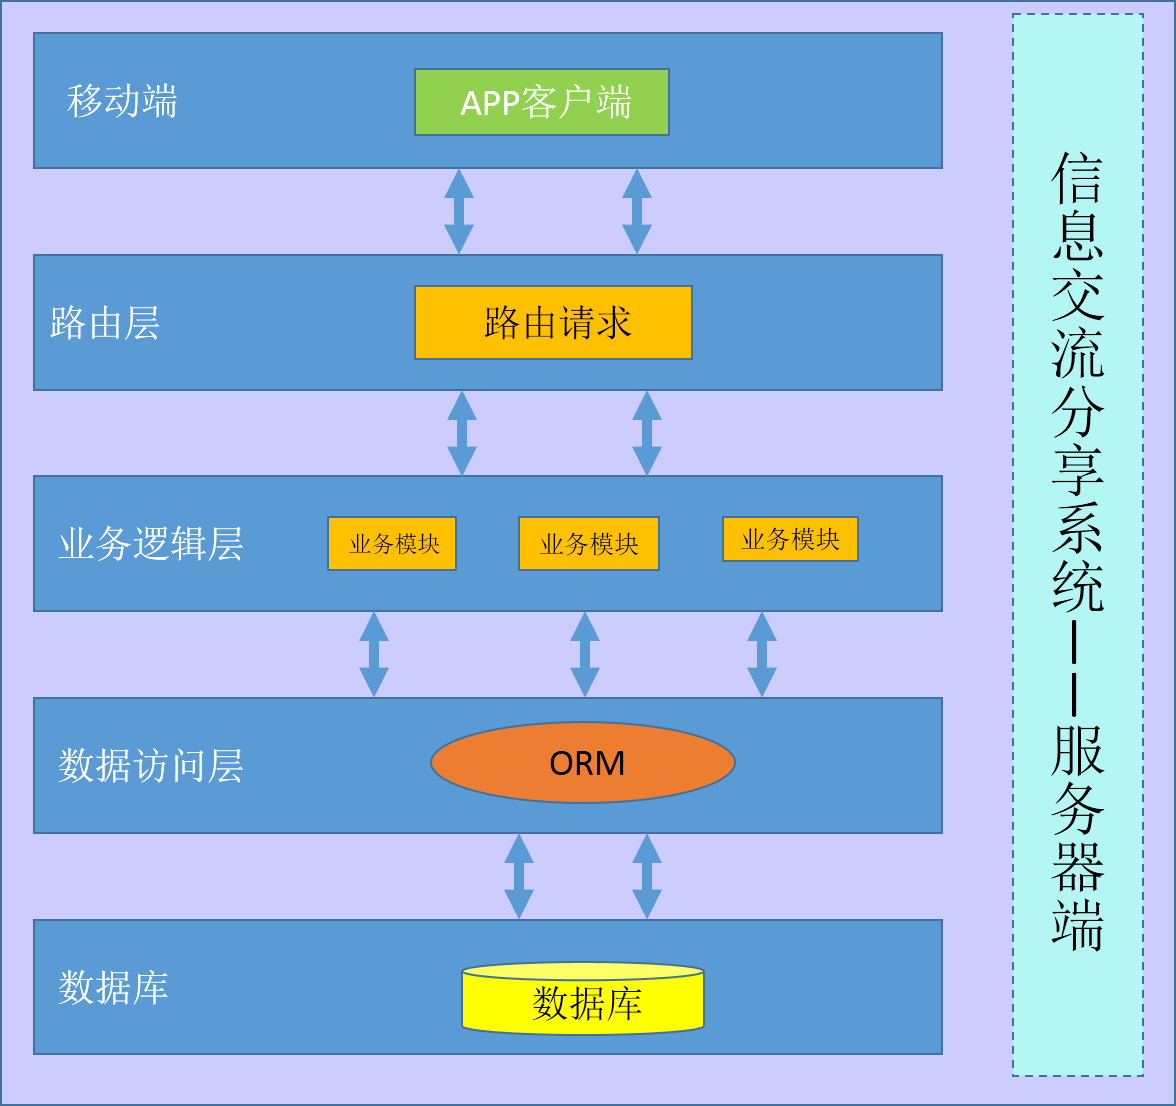 移动端
APP客户端
路由层
路由请求
业务逻辑层
业务模块
业务模块
业务模块
数据访问层
ORM
数据库
数据库
信息交流分享系统——服务器端